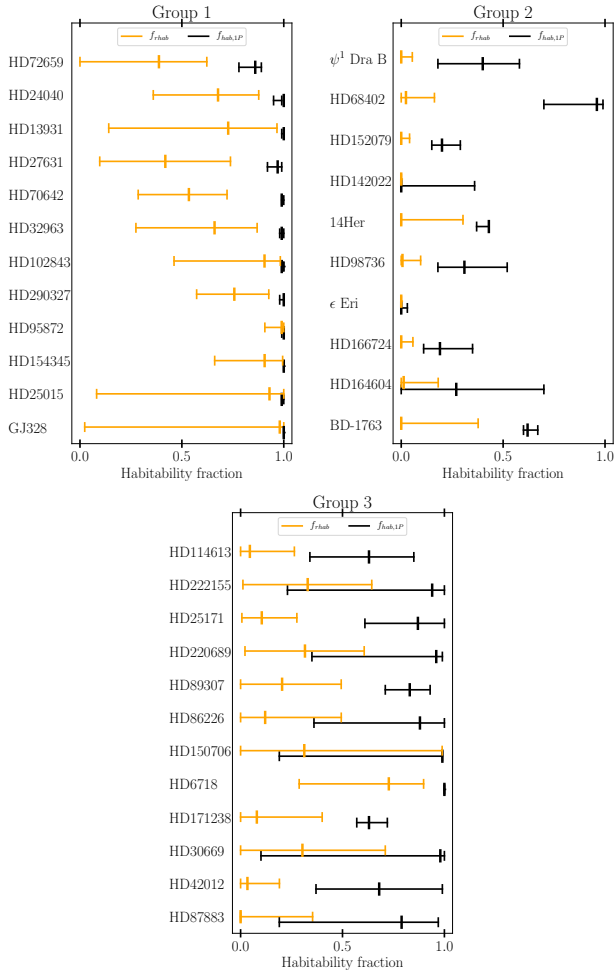 Group 1
f_rhab f_hab,1P
HD72659
HD24040
HD13931
HD27631
HD70642
HD32963
HD102843
HD290327
HD95872
HD154345
HD25015
GJ328
0.0 0.5 1.0
Habitability fraction
Group 2
f_rhab f_hab,1P
ψ¹ Dra B
HD68402
HD152079
HD142022
14Her
HD98736
ϵ Eri
HD166724
HD164604
BD-1763
0.0 0.5 1.0
Habitability fraction
Group 3
f_rhab f_hab,1P
HD114613
HD222155
HD25171
HD220689
HD89307
HD86226
HD150706
HD6718
HD171238
HD30669
HD42012
HD87883
0.0 0.5 1.0
Habitability fraction